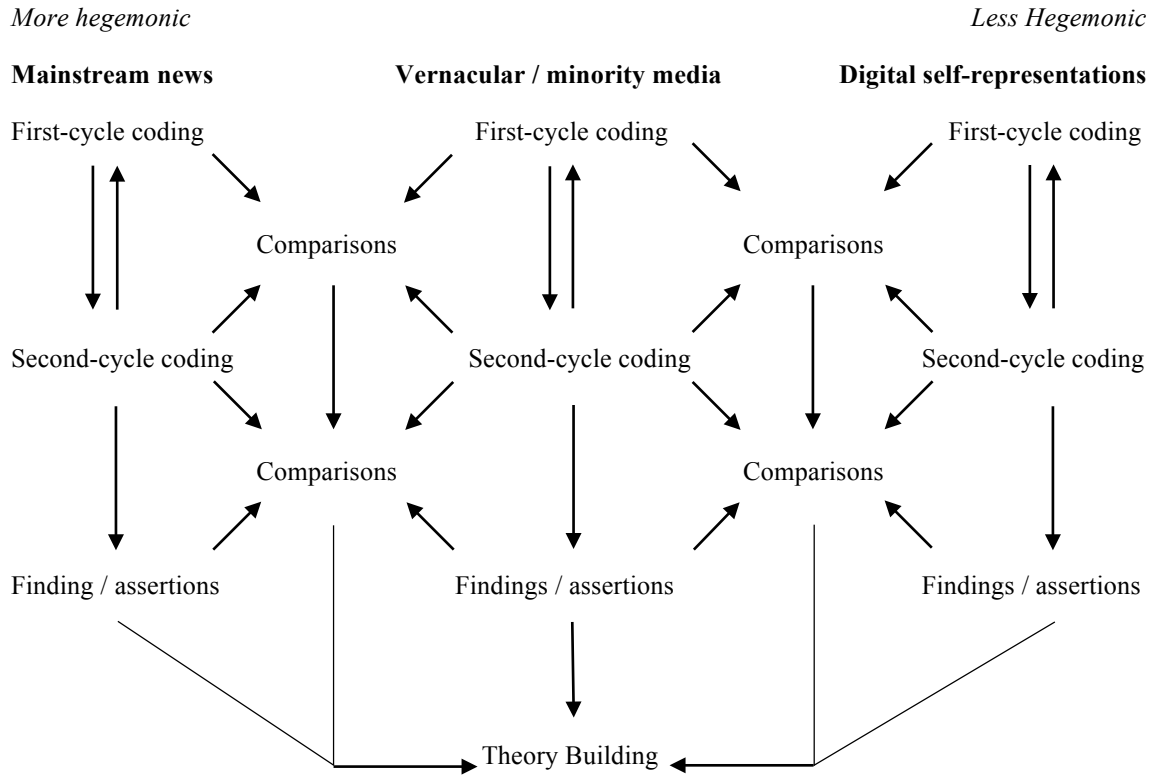 More hegemonic Less Hegemonic
Mainstream news Vernacular / minority media Digital self-representations
First-cycle coding First-cycle coding First-cycle coding
Comparisons Comparisons
Second-cycle coding Second-cycle coding Second-cycle coding
Comparisons Comparisons
Finding / assertions Findings / assertions Findings / assertions
Theory Building